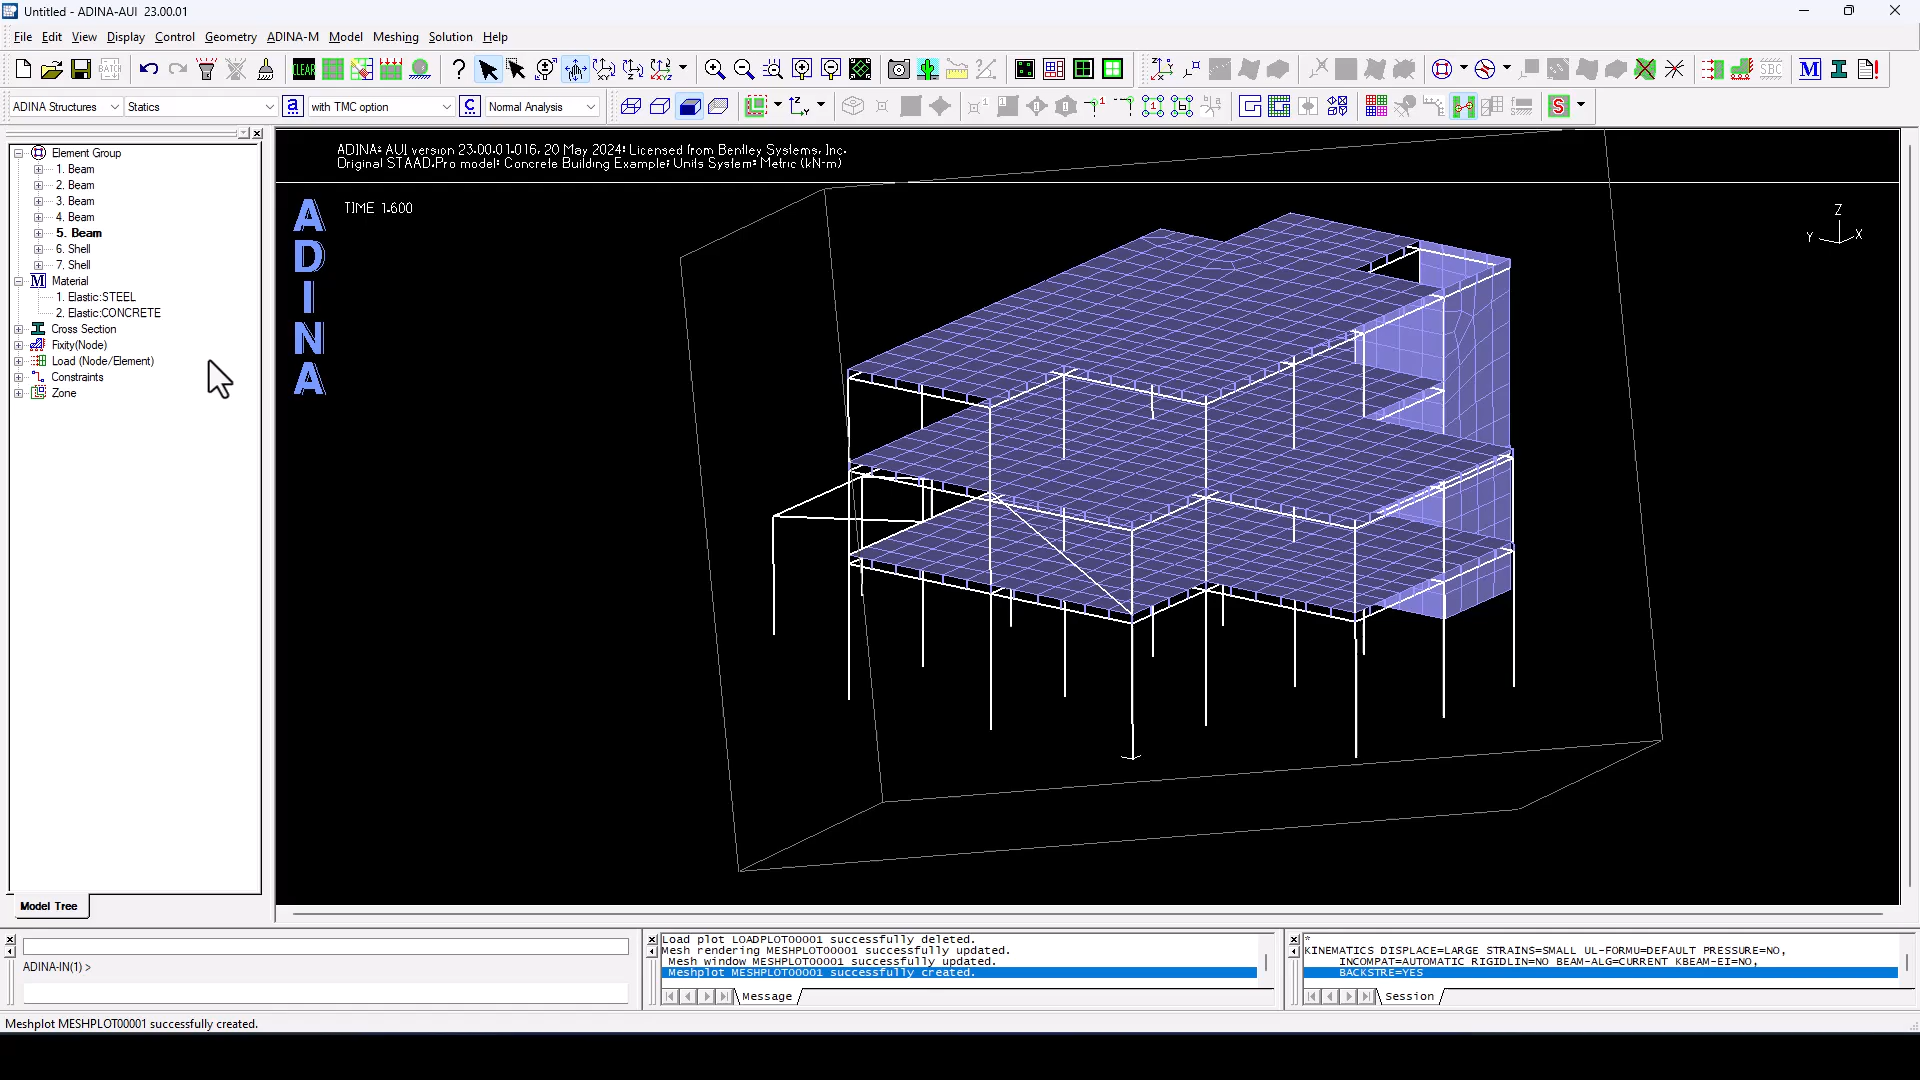 Untitled - ADINA-AUI 23.00.01
File Edit View Display Control Geometry ADINA-M Model Meshing Solution Help
CLEAR
BATCH
SBC
M
ADINA Structures
Statics
a
with TMC option
C
Normal Analysis
S
Element Group
1. Beam
2. Beam
3. Beam
4. Beam
5. Beam
6. Shell
7. Shell
Material
1. Elastic:STEEL
2. Elastic:CONCRETE
Cross Section
Fixity(Node)
Load (Node/Element)
Constraints
Zone
Model Tree
ADINA: AUI version 23.00.01.016, 20 May 2024: Licensed from Bentley Systems, Inc.
Original STAAD.Pro model: Concrete Building Example; Units System: Metric (kN-m)
A
D
I
N
A
TIME 1.600
Z
Y
X
ADINA-IN(1) >
Load plot LOADPLOT00001 successfully deleted.
Mesh rendering MESHPLOT00001 successfully updated.
Mesh window MESHPLOT00001 successfully updated.
Meshplot MESHPLOT00001 successfully created.
Message
*
KINEMATICS DISPLACE=LARGE STRAINS=SMALL UL-FORMU=DEFAULT PRESSURE=NO,
INCOMPAT=AUTOMATIC RIGIDLIN=NO BEAM-ALG=CURRENT KBEAM-EI=NO,
BACKSTRE=YES
Session
Meshplot MESHPLOT00001 successfully created.